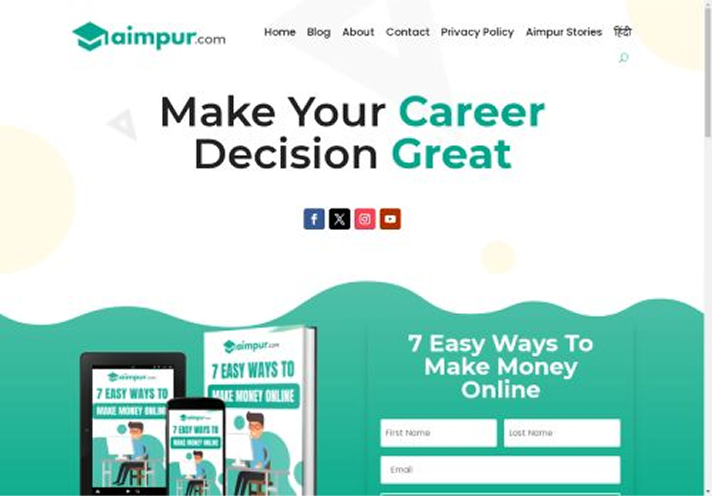 aimpur.com
Home Blog About Contact Privacy Policy Aimpur Stories हिंदी
Make Your Career
Decision Great
aimpur.com
7 EASY WAYS TO
MAKE MONEY ONLINE
aimpur.com
7 EASY WAYS TO
MAKE MONEY ONLINE
aimpur.com
7 EASY WAYS TO
MAKE MONEY ONLINE
7 Easy Ways To
Make Money
Online
First Name Last Name
Email